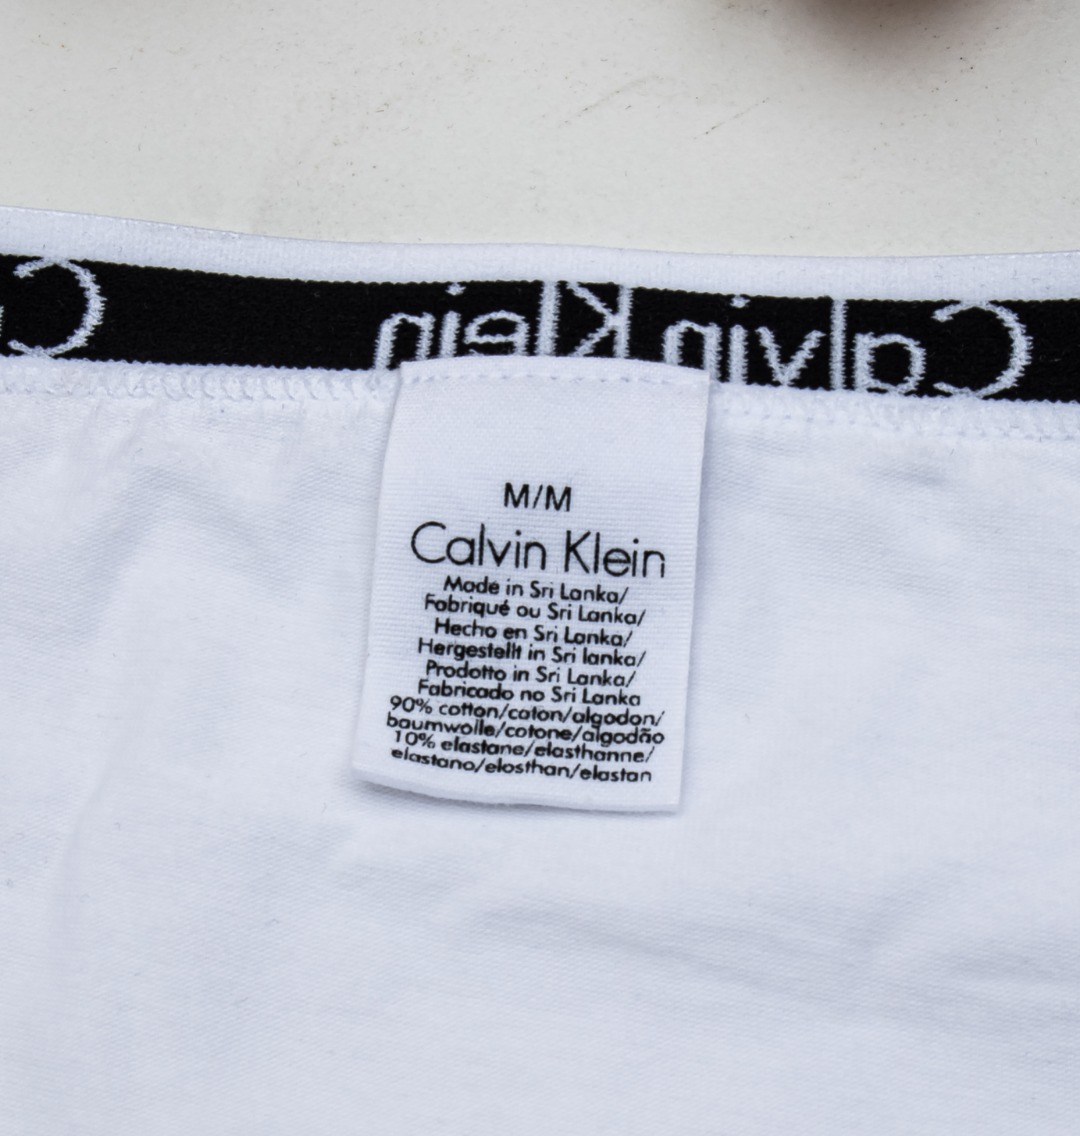 Calvin Klein
C
M/M
Calvin Klein
Made in Sri Lanka/
Fabriqué ou Sri Lanka/
Hecho en Sri Lanka/
Hergestellt in Sri lanka/
Prodotto in Sri Lanka/
Fabricado no Sri Lanka
90% cotton/coton/algodon/
baumwolle/cotone/algodão
10% elastane/elasthanne/
elastano/elosthan/elastan